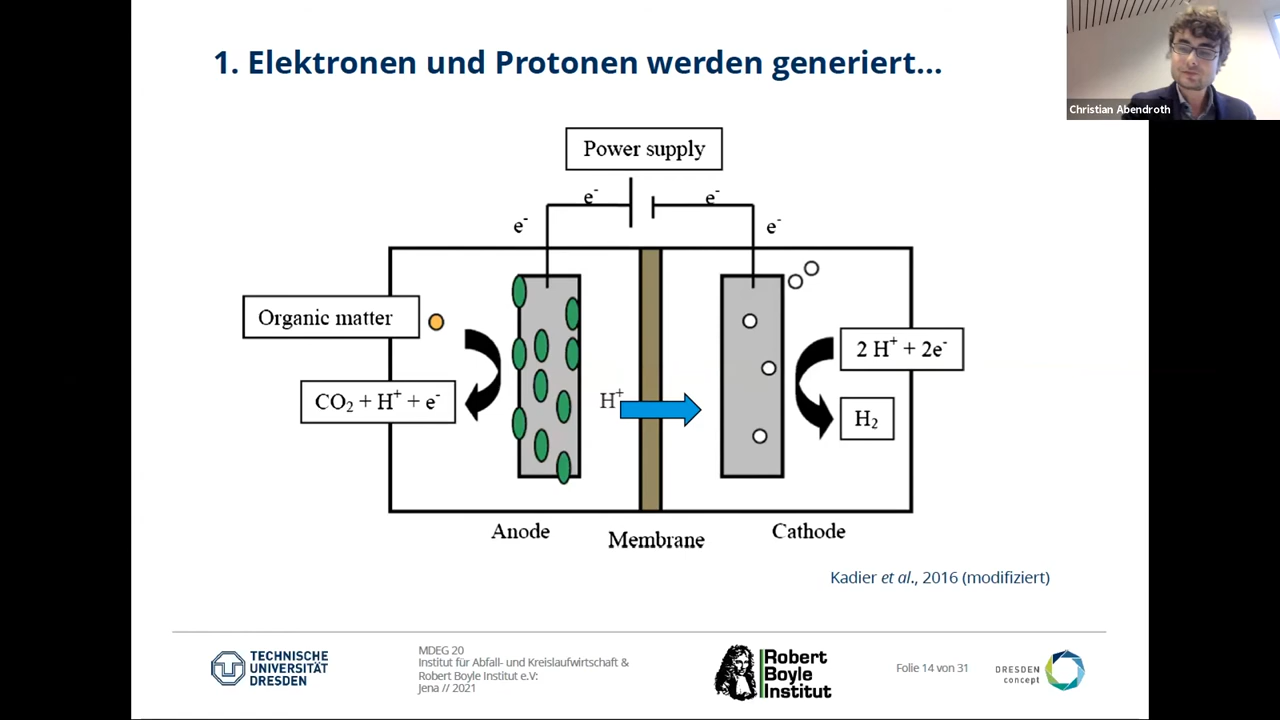 1. Elektronen und Protonen werden generiert...
Christian Abendroth
Power supply
e⁻
e⁻
e⁻
e⁻
Organic matter
2 H⁺ + 2e⁻
CO₂ + H⁺ + e⁻
H⁺
H₂
Anode
Membrane
Cathode
Kadier et al., 2016 (modifiziert)
TECHNISCHE
UNIVERSITÄT
DRESDEN
MDEG 20
Institut für Abfall- und Kreislaufwirtschaft &
Robert Boyle Institut e.V:
Jena // 2021
Robert
Boyle
Institut
Folie 14 von 31
DRESDEN
concept